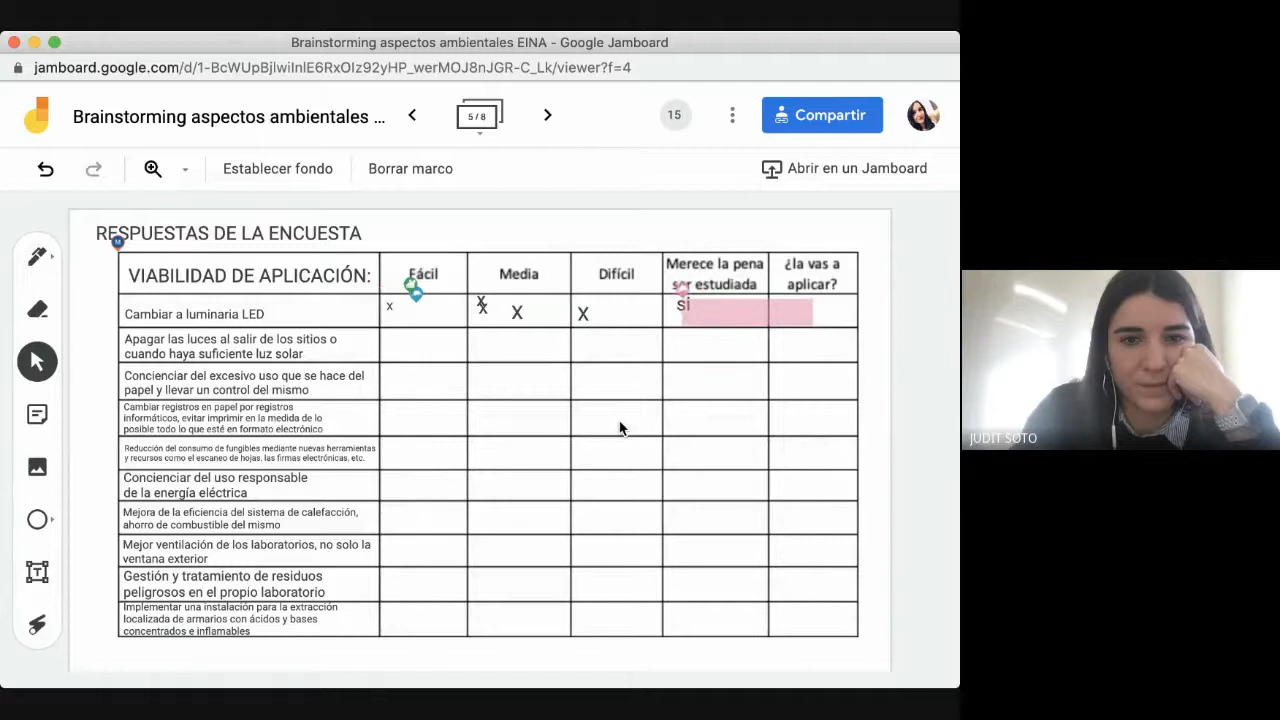 Brainstorming aspectos ambientales EINA - Google Jamboard
jamboard.google.com/d/1-BcWUpBjlwiInlE6RxOIz92yHP_werMOJ8nJGR-C_Lk/viewer?f=4
Brainstorming aspectos ambientales ...
5 / 8
15
Compartir
Establecer fondo
Borrar marco
Abrir en un Jamboard
RESPUESTAS DE LA ENCUESTA
M
VIABILIDAD DE APLICACIÓN:
Fácil
Media
Difícil
Merece la pena
ser estudiada
¿la vas a
aplicar?
Cambiar a luminaria LED
x
X
X
X
X
sí
Apagar las luces al salir de los sitios o
cuando haya suficiente luz solar
Concienciar del excesivo uso que se hace del
papel y llevar un control del mismo
Cambiar registros en papel por registros
informáticos, evitar imprimir en la medida de lo
posible todo lo que esté en formato electrónico
Reducción del consumo de fungibles mediante nuevas herramientas
y recursos como el escaneo de hojas, las firmas electrónicas, etc.
Concienciar del uso responsable
de la energía eléctrica
Mejora de la eficiencia del sistema de calefacción,
ahorro de combustible del mismo
Mejor ventilación de los laboratorios, no solo la
ventana exterior
Gestión y tratamiento de residuos
peligrosos en el propio laboratorio
Implementar una instalación para la extracción
localizada de armarios con ácidos y bases
concentrados e inflamables
JUDIT SOTO